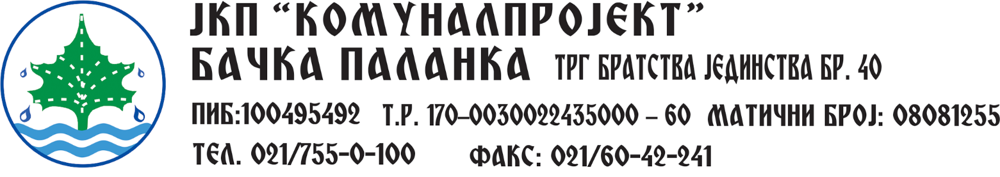 ЈКП “КОМУНАЛПРОЈЕКТ”
БАЧКА ПАЛАНКА ТРГ БРАТСТВА ЈЕДИНСТВА БР. 40
ПИБ:100495492 Т.Р. 170–0030022435000 – 60 МАТИЧНИ БРОЈ: 08081255
ТЕЛ. 021/755-0-100 ФАКС: 021/60-42-241